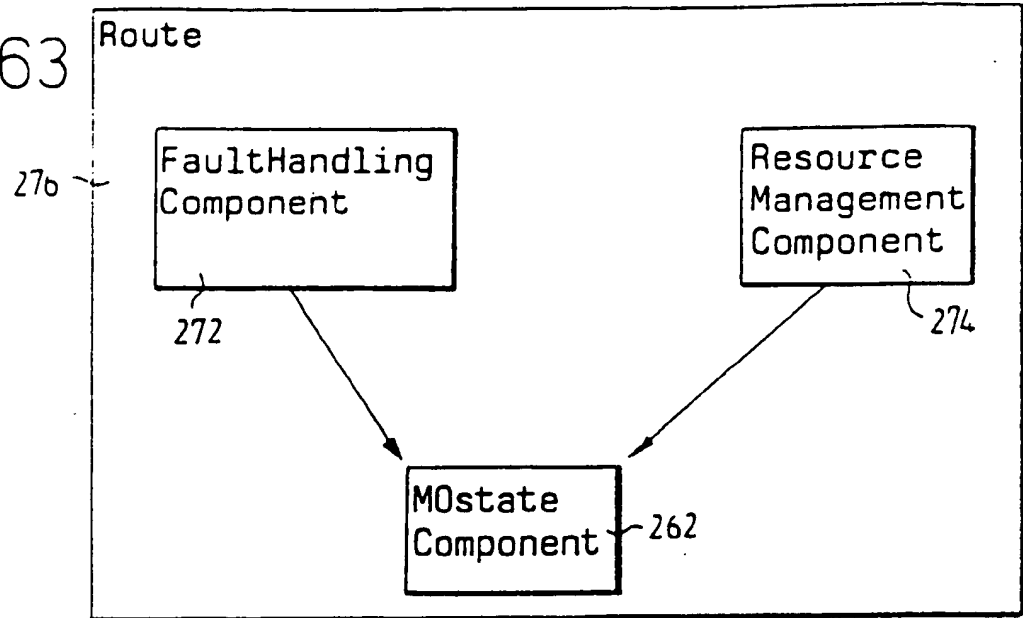 63
Route
FaultHandling
Component
Resource
Management
Component
276
272
274
MOstate
Component
262